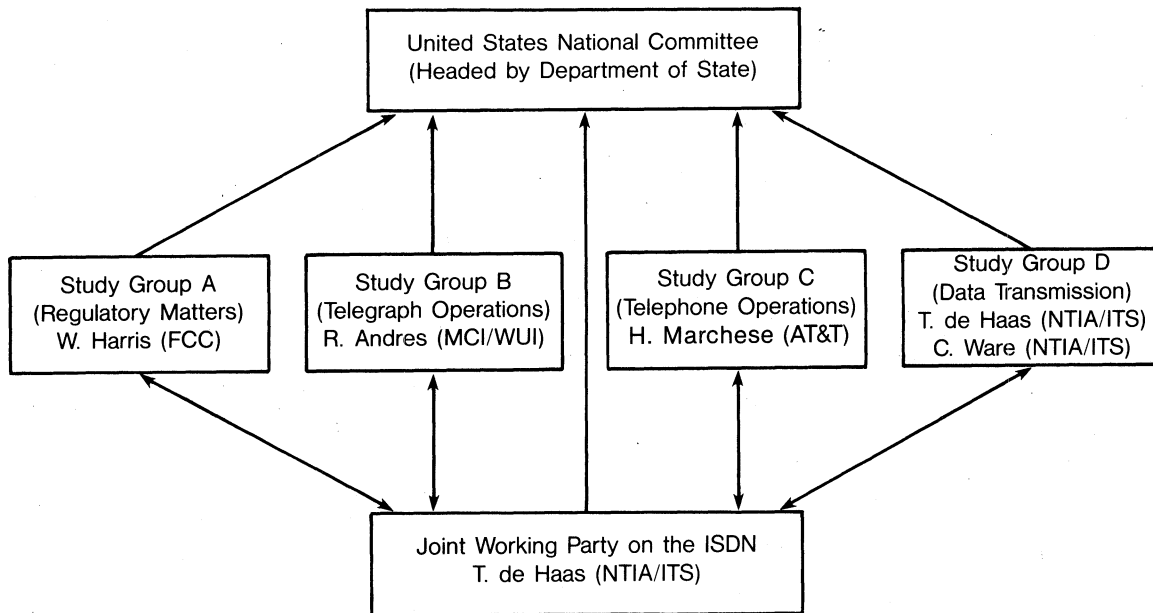 United States National Committee
(Headed by Department of State)
Study Group A
(Regulatory Matters)
W. Harris (FCC)
Study Group B
(Telegraph Operations)
R. Andres (MCI/WUI)
Study Group C
(Telephone Operations)
H. Marchese (AT&T)
Study Group D
(Data Transmission)
T. de Haas (NTIA/ITS)
C. Ware (NTIA/ITS)
Joint Working Party on the ISDN
T. de Haas (NTIA/ITS)